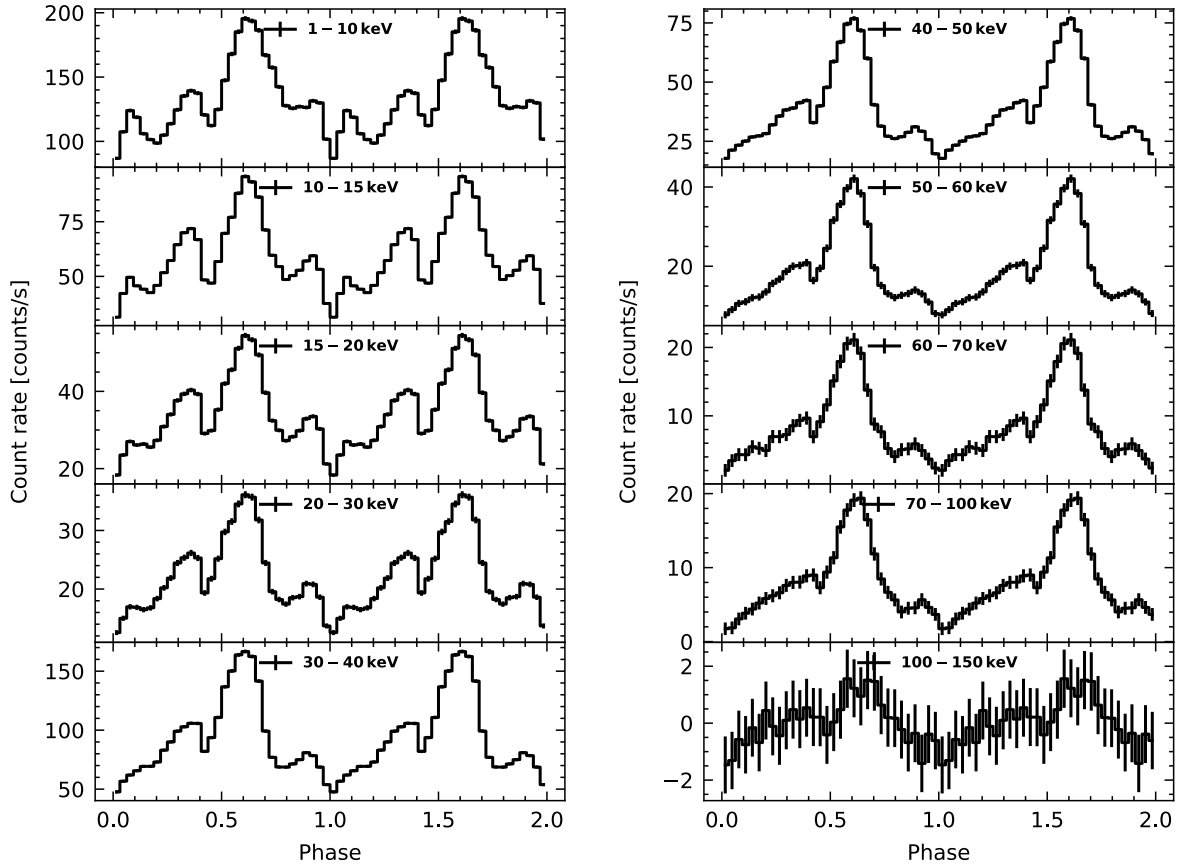 200
150
100
1 – 10 keV
75
50
10 – 15 keV
40
20
15 – 20 keV
30
20
20 – 30 keV
150
100
50
30 – 40 keV
0.0 0.5 1.0 1.5 2.0
Phase
Count rate [counts/s]
75
50
25
40 – 50 keV
40
20
50 – 60 keV
20
10
0
60 – 70 keV
20
10
0
70 – 100 keV
2
0
−2
100 – 150 keV
0.0 0.5 1.0 1.5 2.0
Phase
Count rate [counts/s]